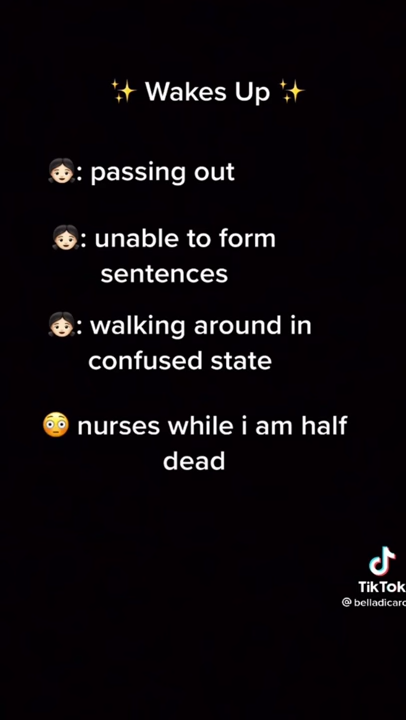 ✨ Wakes Up ✨
👧🏻: passing out
👧🏻: unable to form
sentences
👧🏻: walking around in
confused state
😳 nurses while i am half
dead
TikTok